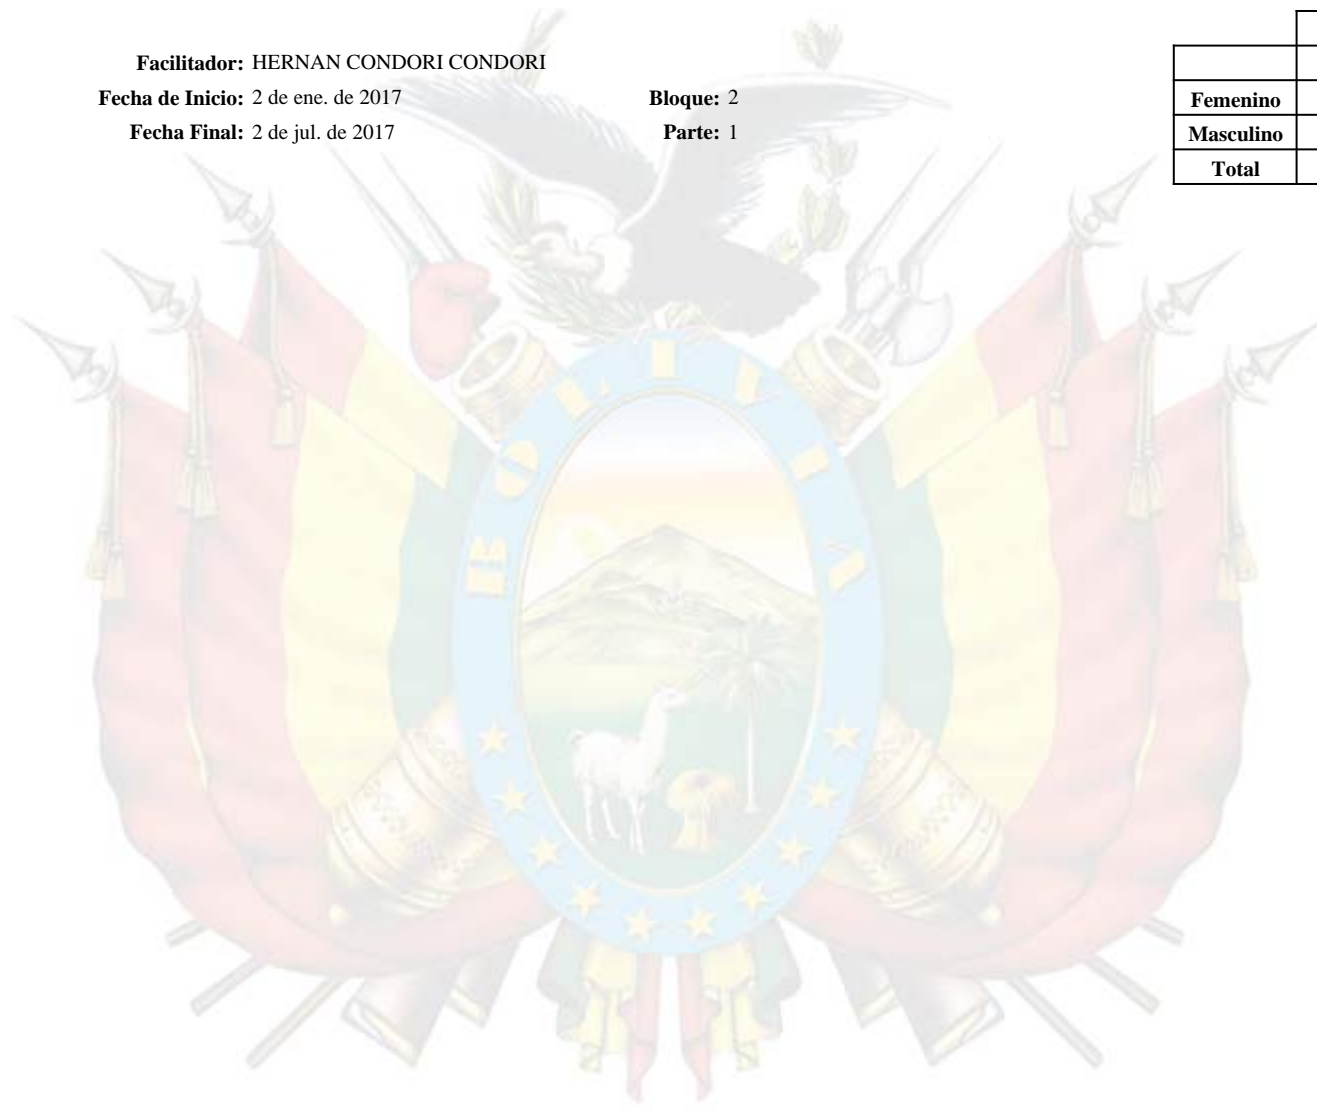 Facilitador: HERNAN CONDORI CONDORI
Fecha de Inicio: 2 de ene. de 2017 Bloque: 2
Fecha Final: 2 de jul. de 2017 Parte: 1
Femenino
Masculino
Total
BOLIVIA